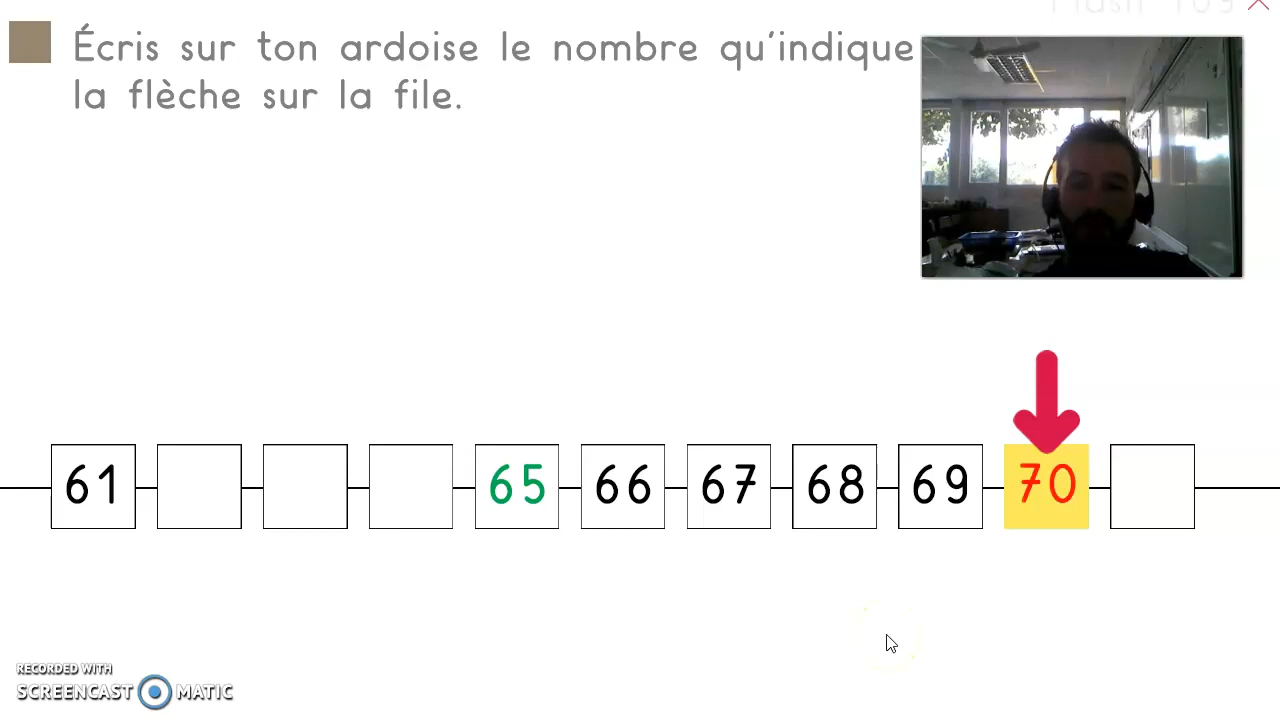 Écris sur ton ardoise le nombre qu'indique
la flèche sur la file.
61 65 66 67 68 69 70
RECORDED WITH
SCREENCAST MATIC